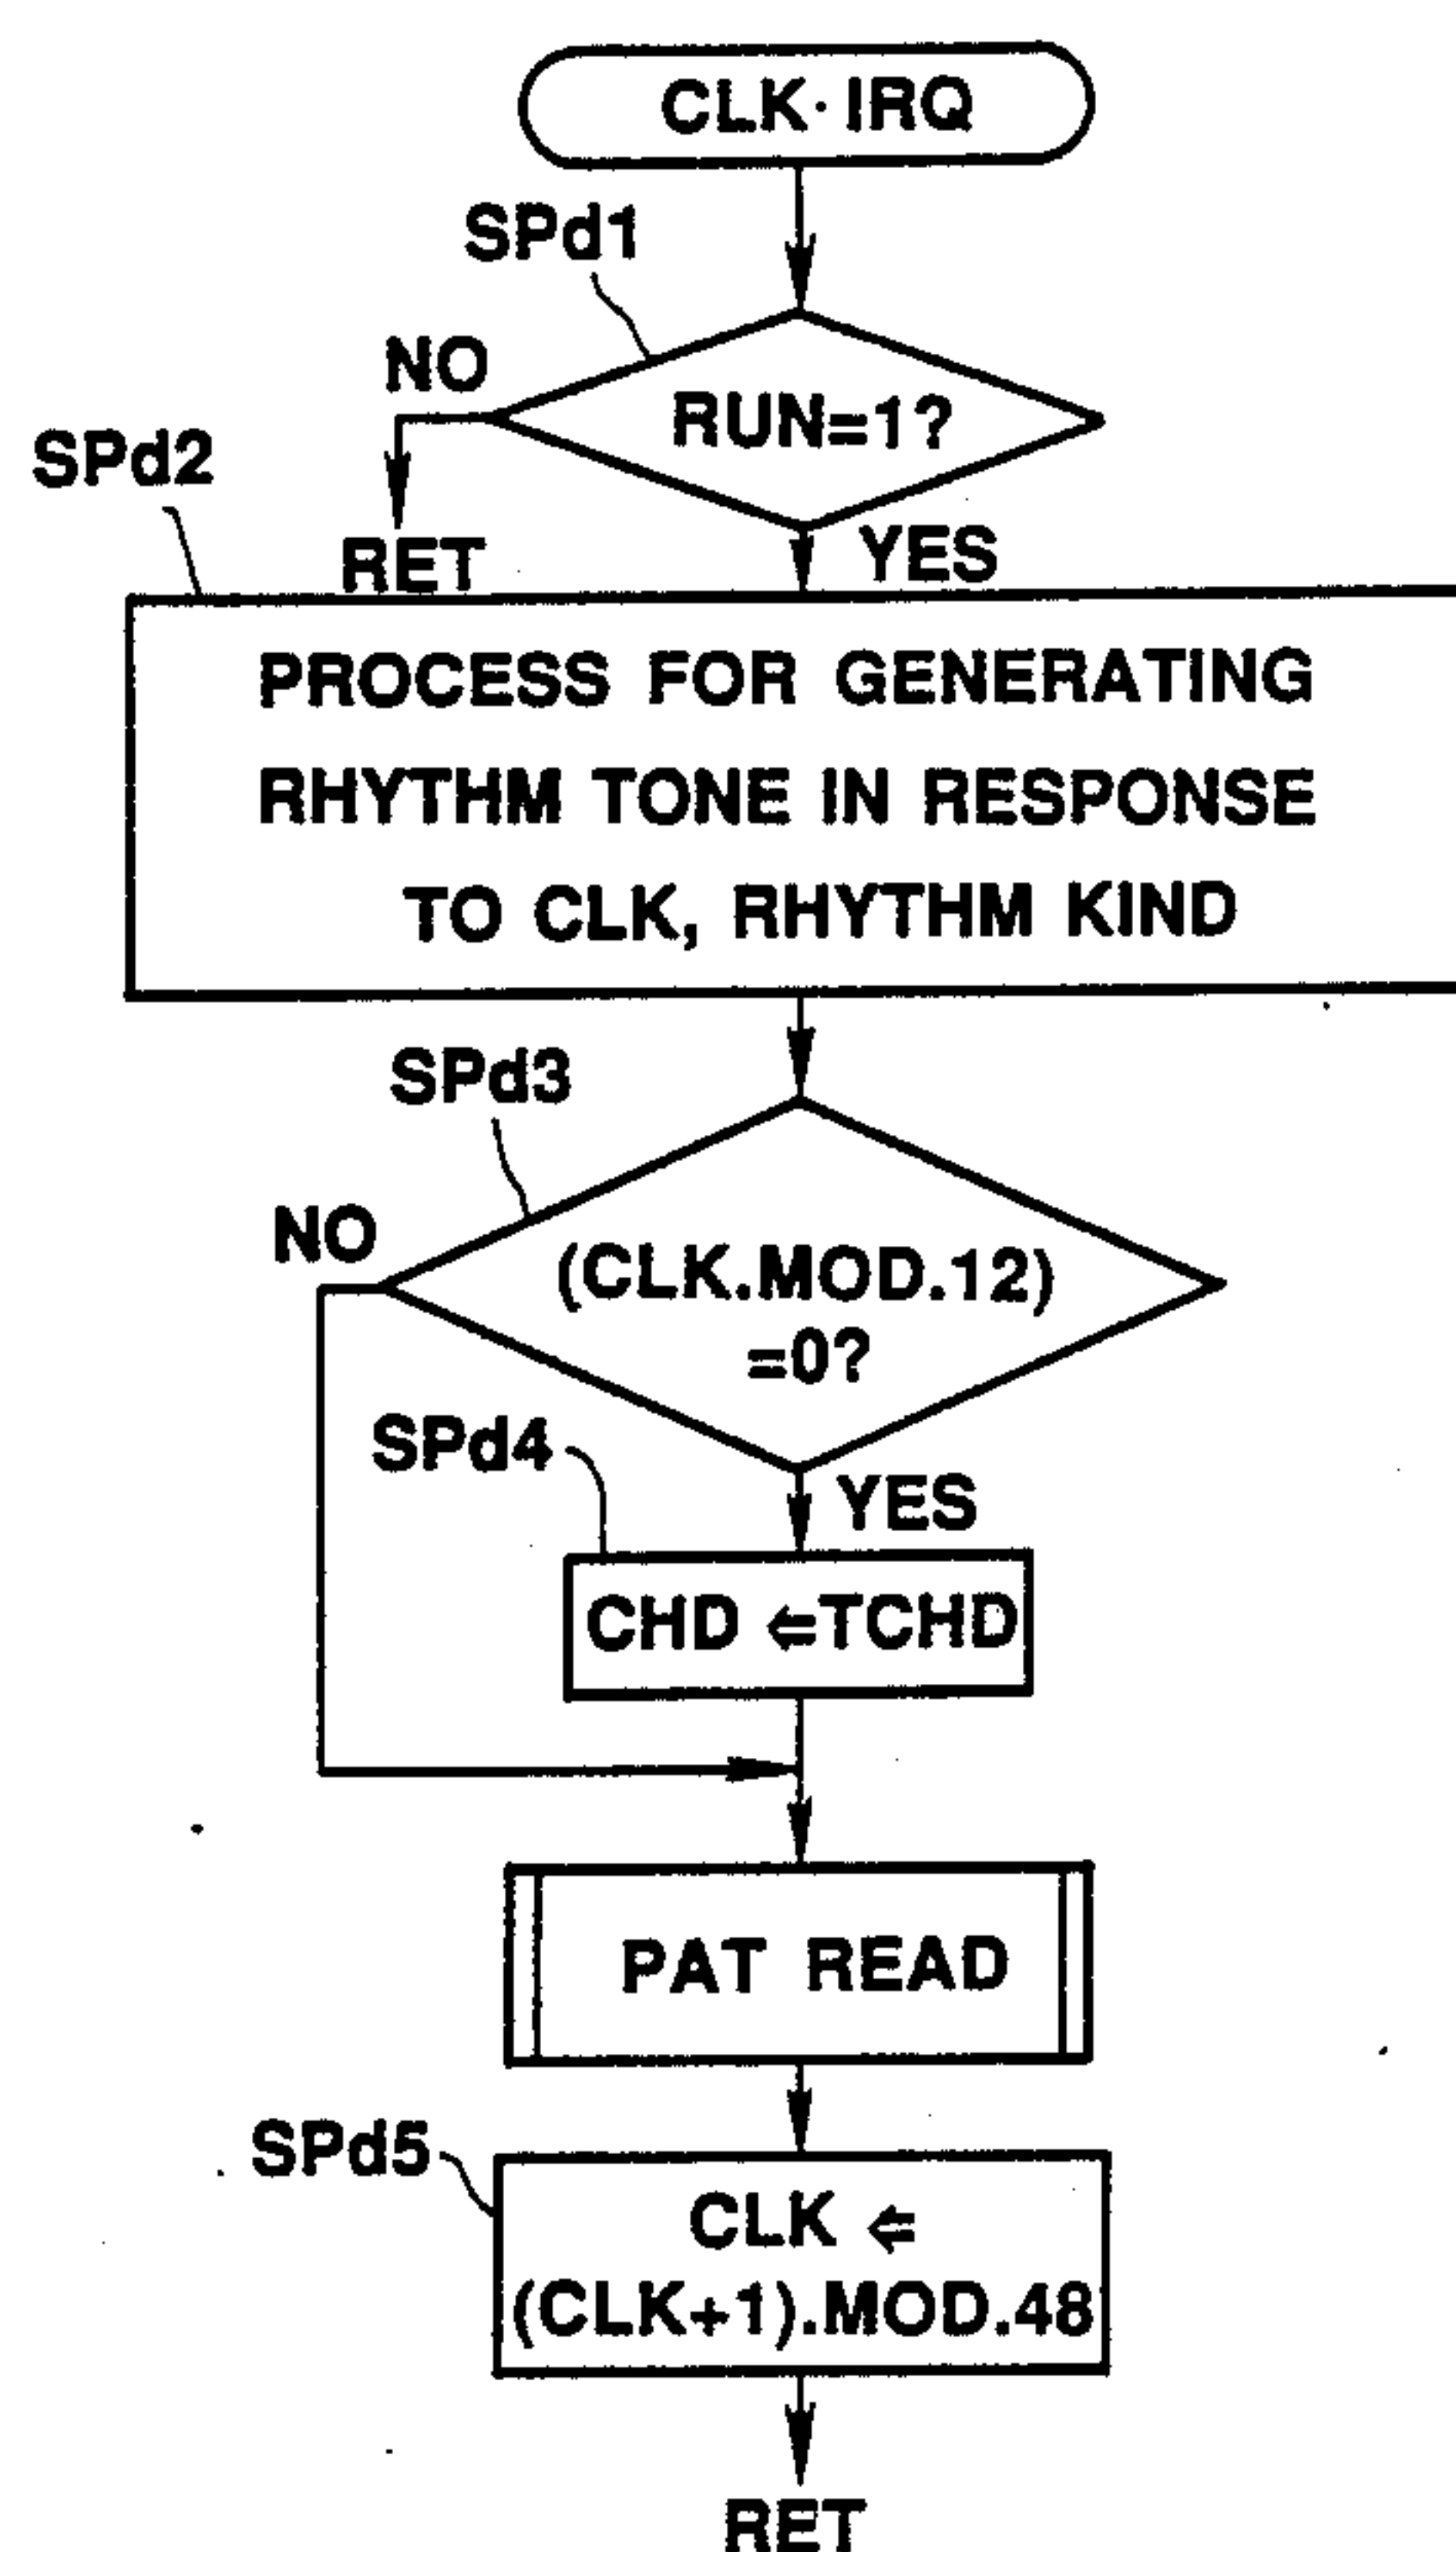 CLK·IRQ
SPd1
NO
RUN=1?
SPd2
RET
YES
PROCESS FOR GENERATING
RHYTHM TONE IN RESPONSE
TO CLK, RHYTHM KIND
SPd3
NO
(CLK.MOD.12)
=0?
SPd4
YES
CHD ⇐TCHD
PAT READ
SPd5
CLK ⇐
(CLK+1).MOD.48
RET